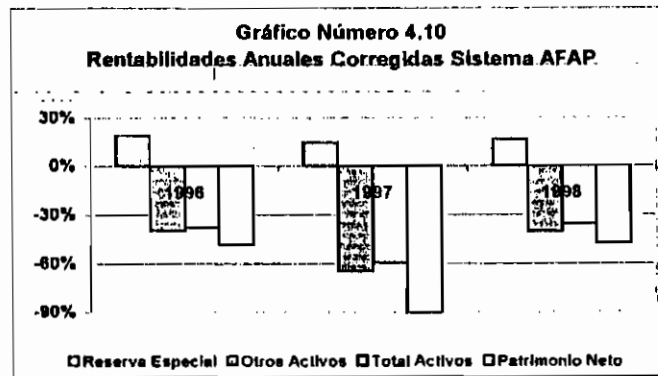 Gráfico Número 4.10
Rentabilidades Anuales Corregidas Sistema AFAP.
30%
0%
-30%
-60%
-90%
1996
1997
1998
Reserva Especial Otros Activos Total Activos Patrimonio Neto